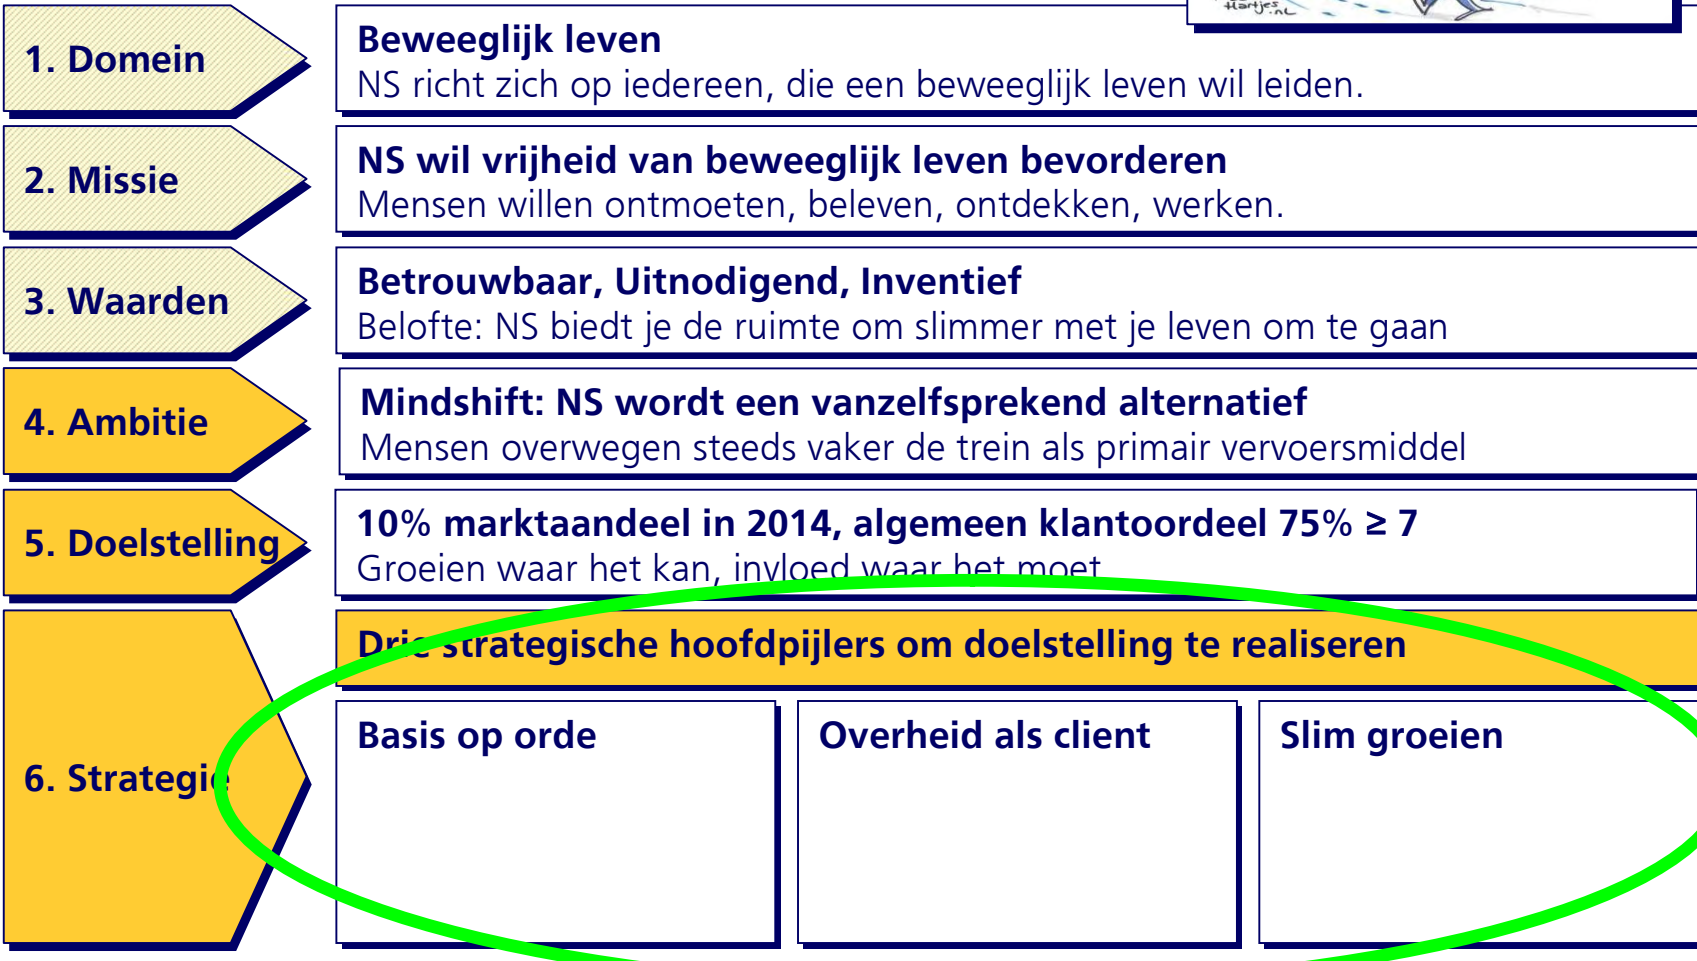 Hartjes.nl
1. Domein
Beweeglijk leven
NS richt zich op iedereen, die een beweeglijk leven wil leiden.
2. Missie
NS wil vrijheid van beweeglijk leven bevorderen
Mensen willen ontmoeten, beleven, ontdekken, werken.
3. Waarden
Betrouwbaar, Uitnodigend, Inventief
Belofte: NS biedt je de ruimte om slimmer met je leven om te gaan
4. Ambitie
Mindshift: NS wordt een vanzelfsprekend alternatief
Mensen overwegen steeds vaker de trein als primair vervoersmiddel
5. Doelstelling
10% marktaandeel in 2014, algemeen klantoordeel 75% ≥ 7
Groeien waar het kan, invloed waar het moet
6. Strategie
Drie strategische hoofdpijlers om doelstelling te realiseren
Basis op orde
Overheid als client
Slim groeien